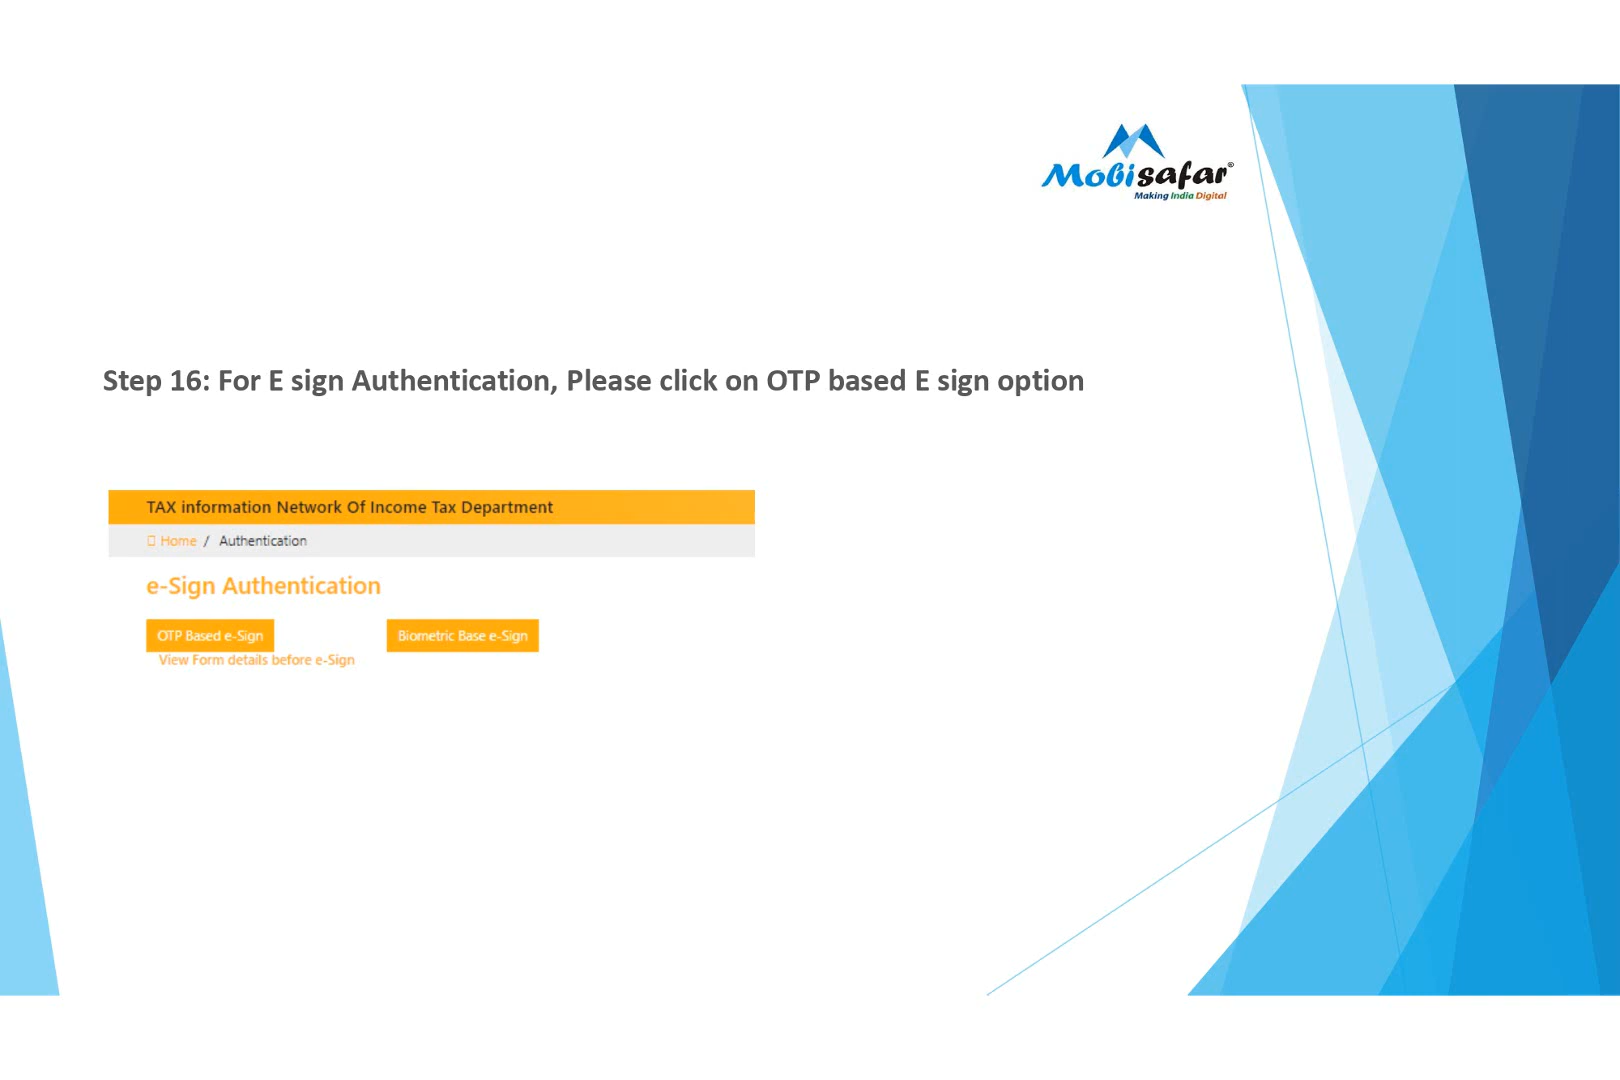 Mobisafar®
Making India Digital
Step 16: For E sign Authentication, Please click on OTP based E sign option
TAX information Network Of Income Tax Department
Home / Authentication
e-Sign Authentication
OTP Based e-Sign Biometric Base e-Sign
View Form details before e-Sign